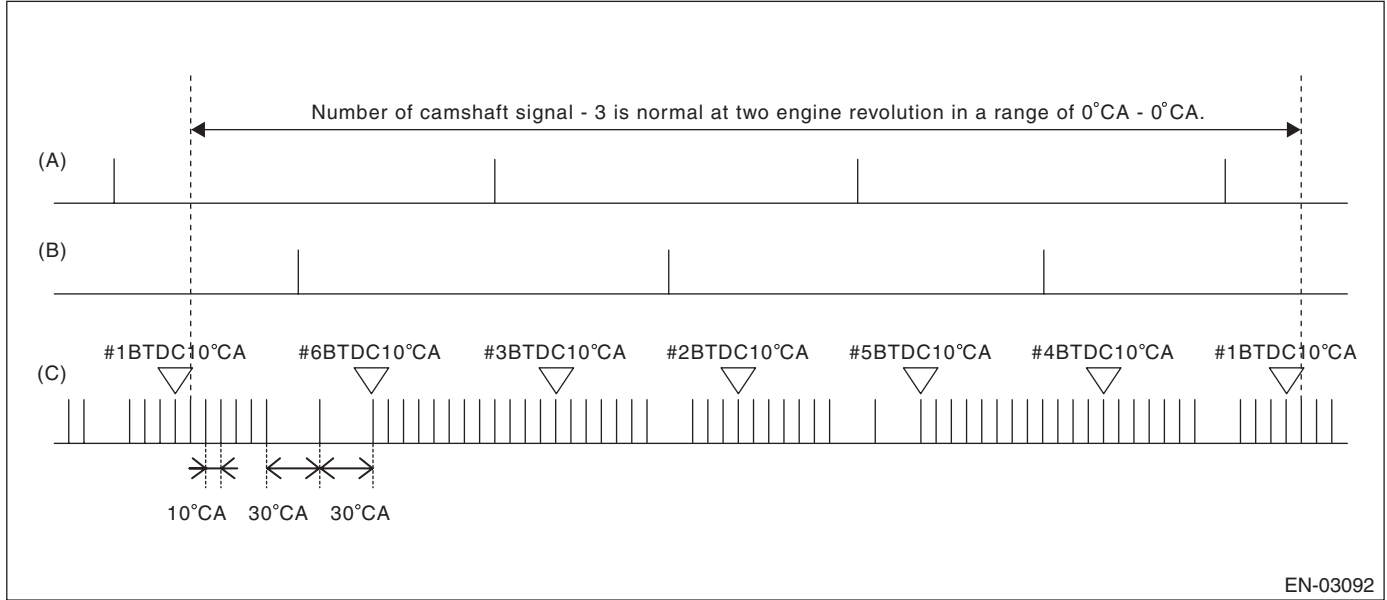 Number of camshaft signal - 3 is normal at two engine revolution in a range of 0°CA - 0°CA.
(A)
(B)
#1BTDC10°CA #6BTDC10°CA #3BTDC10°CA #2BTDC10°CA #5BTDC10°CA #4BTDC10°CA #1BTDC10°CA
(C)
10°CA 30°CA 30°CA
EN-03092